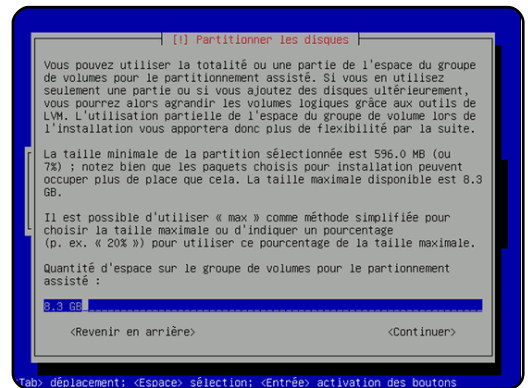 [!] Partitionner les disques
Vous pouvez utiliser la totalité ou une partie de l'espace du groupe
de volumes pour le partitionnement assisté. Si vous en utilisez
seulement une partie ou si vous ajoutez des disques ultérieurement,
vous pourrez alors agrandir les volumes logiques grâce aux outils de
LVM. L'utilisation partielle de l'espace du groupe de volume lors de
l'installation vous apportera donc plus de flexibilité par la suite.
La taille minimale de la partition sélectionnée est 596.0 MB (ou
7%) ; notez bien que les paquets choisis pour installation peuvent
occuper plus de place que cela. La taille maximale disponible est 8.3
GB.
Il est possible d'utiliser « max » comme méthode simplifiée pour
choisir la taille maximale ou d'indiquer un pourcentage
(p. ex. « 20% ») pour utiliser ce pourcentage de la taille maximale.
Quantité d'espace sur le groupe de volumes pour le partionnement
assisté :
8.3 GB
<Revenir en arrière> <Continuer>
Tab> déplacement; <Espace> sélection; <Entrée> activation des boutons